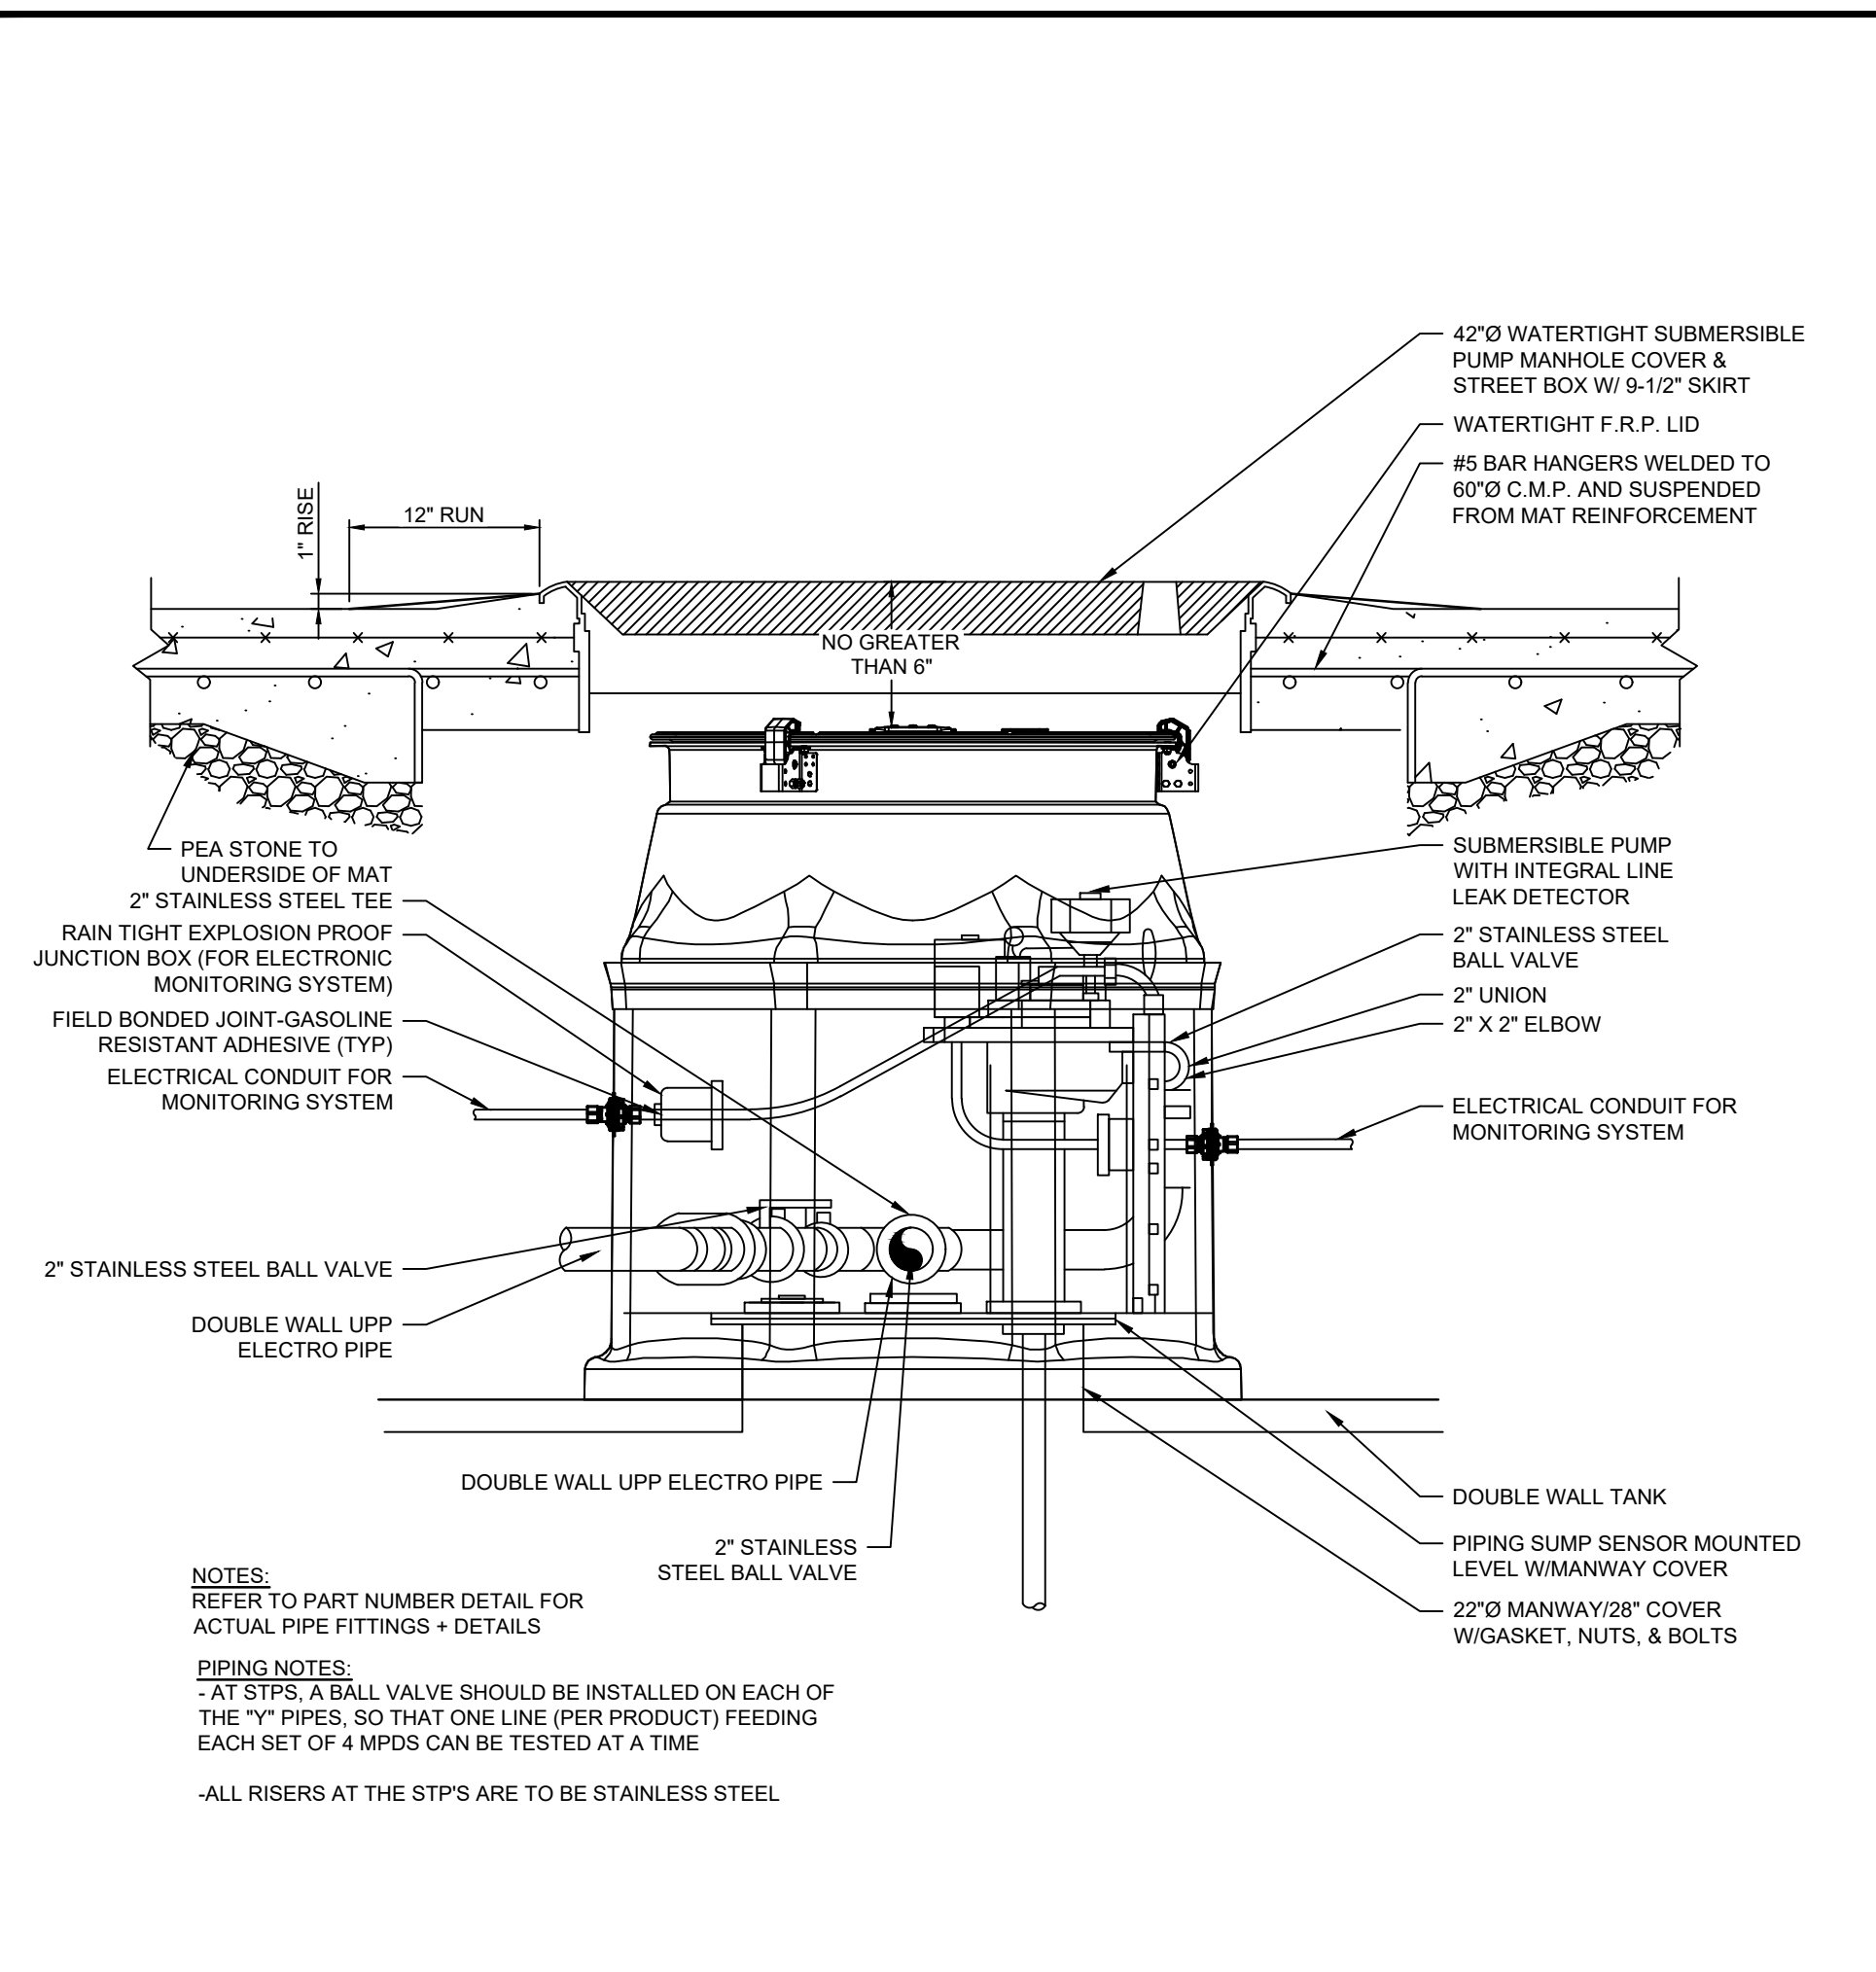 42"Ø WATERTIGHT SUBMERSIBLE
PUMP MANHOLE COVER &
STREET BOX W/ 9-1/2" SKIRT
WATERTIGHT F.R.P. LID
#5 BAR HANGERS WELDED TO
60"Ø C.M.P. AND SUSPENDED
FROM MAT REINFORCEMENT
1" RISE
12" RUN
NO GREATER
THAN 6"
PEA STONE TO
UNDERSIDE OF MAT
2" STAINLESS STEEL TEE
RAIN TIGHT EXPLOSION PROOF
JUNCTION BOX (FOR ELECTRONIC
MONITORING SYSTEM)
FIELD BONDED JOINT-GASOLINE
RESISTANT ADHESIVE (TYP)
ELECTRICAL CONDUIT FOR
MONITORING SYSTEM
2" STAINLESS STEEL BALL VALVE
DOUBLE WALL UPP
ELECTRO PIPE
SUBMERSIBLE PUMP
WITH INTEGRAL LINE
LEAK DETECTOR
2" STAINLESS STEEL
BALL VALVE
2" UNION
2" X 2" ELBOW
ELECTRICAL CONDUIT FOR
MONITORING SYSTEM
DOUBLE WALL UPP ELECTRO PIPE
2" STAINLESS
STEEL BALL VALVE
DOUBLE WALL TANK
PIPING SUMP SENSOR MOUNTED
LEVEL W/MANWAY COVER
22"Ø MANWAY/28" COVER
W/GASKET, NUTS, & BOLTS
NOTES:
REFER TO PART NUMBER DETAIL FOR
ACTUAL PIPE FITTINGS + DETAILS
PIPING NOTES:
- AT STPS, A BALL VALVE SHOULD BE INSTALLED ON EACH OF
THE "Y" PIPES, SO THAT ONE LINE (PER PRODUCT) FEEDING
EACH SET OF 4 MPDS CAN BE TESTED AT A TIME
-ALL RISERS AT THE STP'S ARE TO BE STAINLESS STEEL